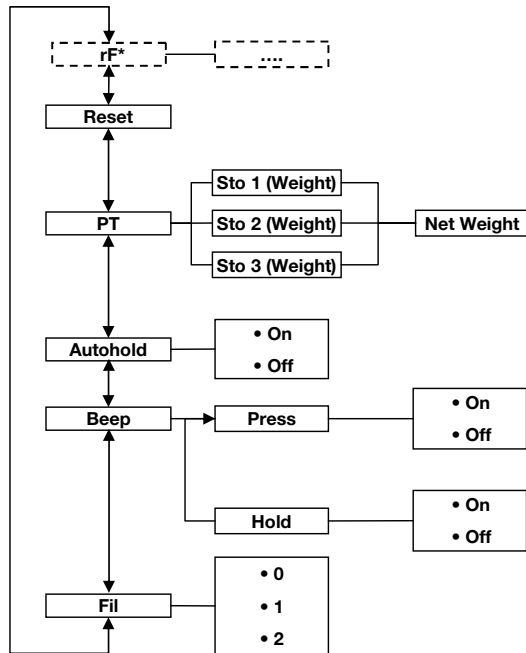 rF*
....
Reset
Sto 1 (Weight)
PT
Sto 2 (Weight)
Net Weight
Sto 3 (Weight)
Autohold
• On
• Off
Beep
Press
• On
• Off
Hold
• On
• Off
Fil
• 0
• 1
• 2